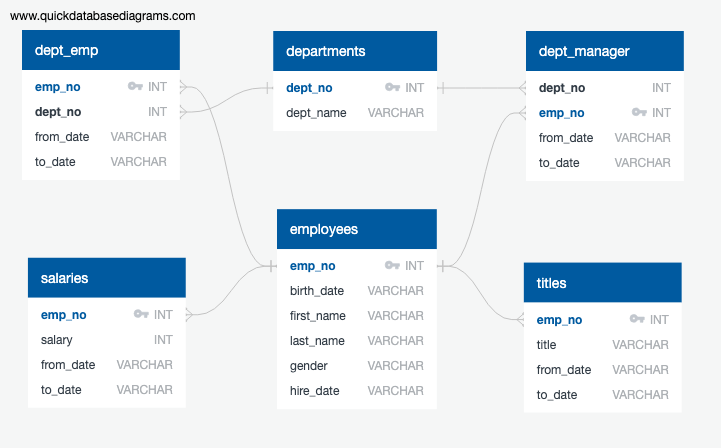 www.quickdatabasediagrams.com
dept_emp
emp_no INT
dept_no INT
from_date VARCHAR
to_date VARCHAR
departments
dept_no INT
dept_name VARCHAR
dept_manager
dept_no INT
emp_no INT
from_date VARCHAR
to_date VARCHAR
salaries
emp_no INT
salary INT
from_date VARCHAR
to_date VARCHAR
employees
emp_no INT
birth_date VARCHAR
first_name VARCHAR
last_name VARCHAR
gender VARCHAR
hire_date VARCHAR
titles
emp_no INT
title VARCHAR
from_date VARCHAR
to_date VARCHAR